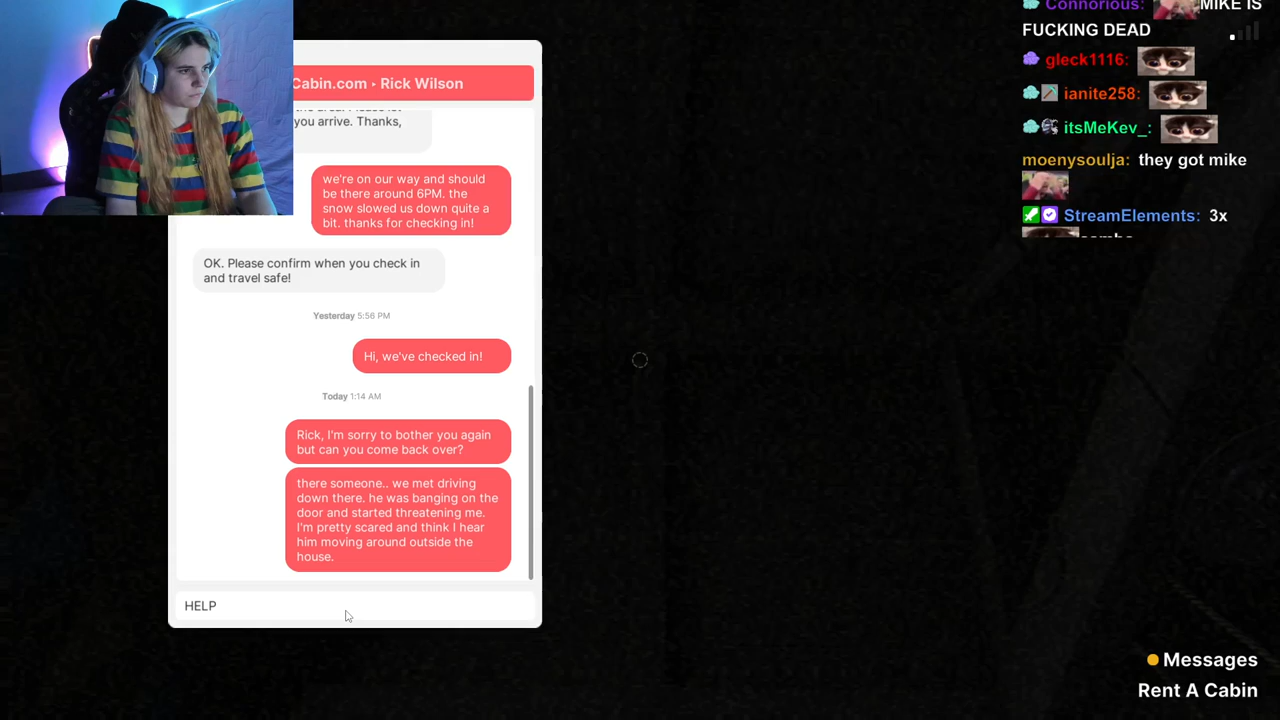 Cabin.com ▸ Rick Wilson
you arrive. Thanks,
we're on our way and should
be there around 6PM. the
snow slowed us down quite a
bit. thanks for checking in!
OK. Please confirm when you check in
and travel safe!
Yesterday 5:56 PM
Hi, we've checked in!
Today 1:14 AM
Rick, I'm sorry to bother you again
but can you come back over?
there someone.. we met driving
down there. he was banging on the
door and started threatening me.
I'm pretty scared and think I hear
him moving around outside the
house.
HELP
Connorious: MIKE IS
FUCKING DEAD
gleck1116:
ianite258:
itsMeKev_:
moenysoulja: they got mike
StreamElements: 3x
Messages
Rent A Cabin